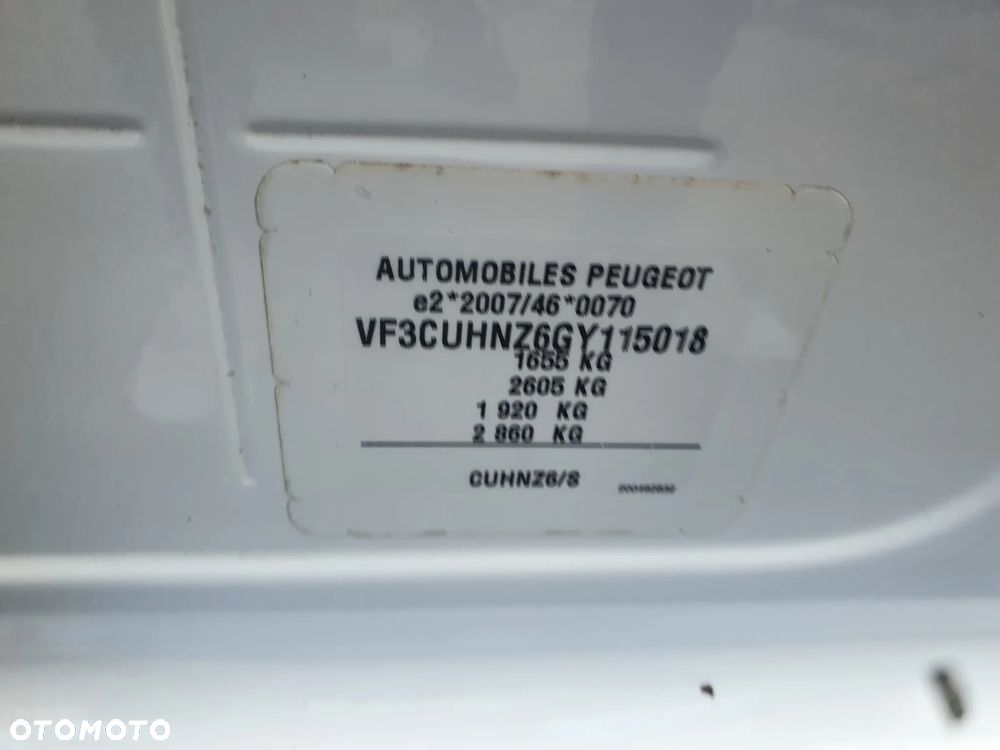 AUTOMOBILES PEUGEOT
e2*2007/46*0070
VF3CUHNZ6GY115018
1655 KG
2605 KG
1 920 KG
2 860 KG
CUHNZ6/S
OTOMOTO